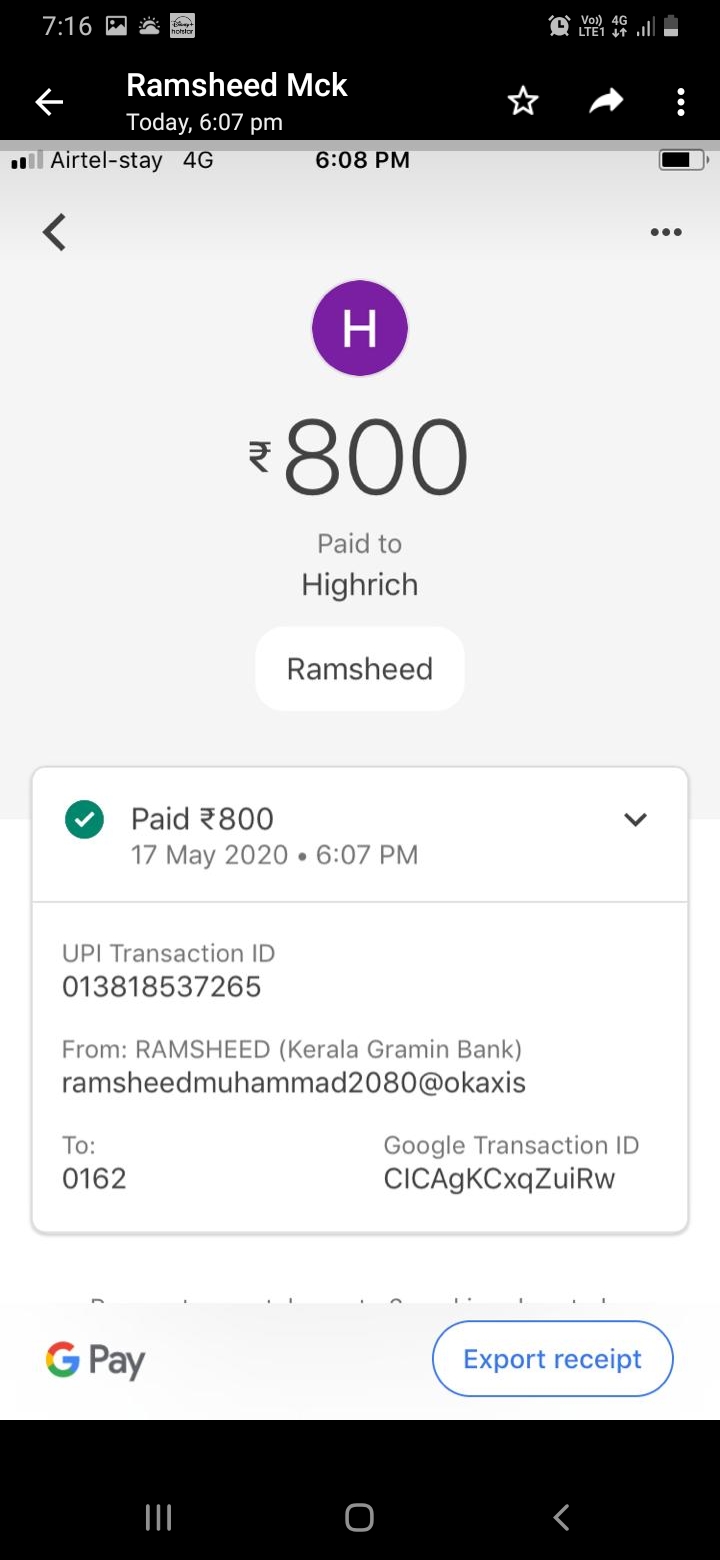 7:16 Vo)) 4G
LTE1
Ramsheed Mck
Today, 6:07 pm
Airtel-stay 4G 6:08 PM
H
₹800
Paid to
Highrich
Ramsheed
Paid ₹800
17 May 2020 • 6:07 PM
UPI Transaction ID
013818537265
From: RAMSHEED (Kerala Gramin Bank)
ramsheedmuhammad2080@okaxis
To: Google Transaction ID
0162 CICAgKCxqZuiRw
G Pay Export receipt